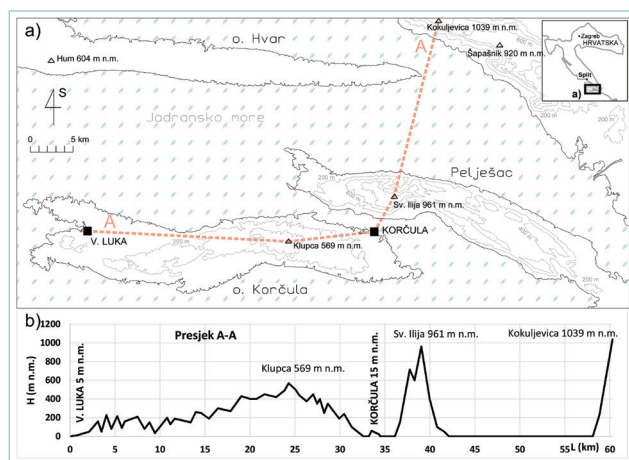 a)
o. Hvar
A
Kokuljevica 1039 m n.m.
Šapašnik 920 m n.m.
Zagreb
HRVATSKA
Split
a)
Hum 604 m n.m.
S
0 5 km
Jadransko more
200 m
200 m
200 m
200 m
Pelješac
Sv. Ilija 961 m n.m.
A
V. LUKA
200 m
Klupca 569 m n.m.
KORČULA
200 m
o. Korčula
b)
Presjek A-A
H (m n.m.)
1200
1000
800
600
400
200
0
V. LUKA 5 m n.m.
Klupca 569 m n.m.
KORČULA 15 m n.m.
Sv. Ilija 961 m n.m.
Kokuljevica 1039 m n.m.
0 5 10 15 20 25 30 35 40 45 50 55 L (km) 60